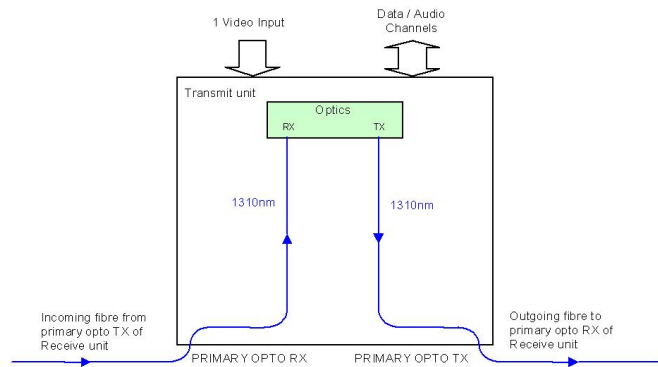 1 Video Input
Data / Audio
Channels
Transmit unit
Optics
RX
TX
1310nm
1310nm
Incoming fibre from
primary opto TX of
Receive unit
Outgoing fibre to
primary opto RX of
Receive unit
PRIMARY OPTO RX
PRIMARY OPTO TX